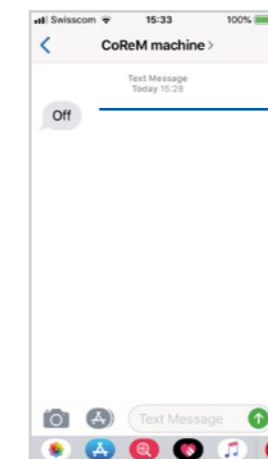 Swisscom 15:33 100%
CoReM machine >
Text Message
Today 15:28
Off
Text Message